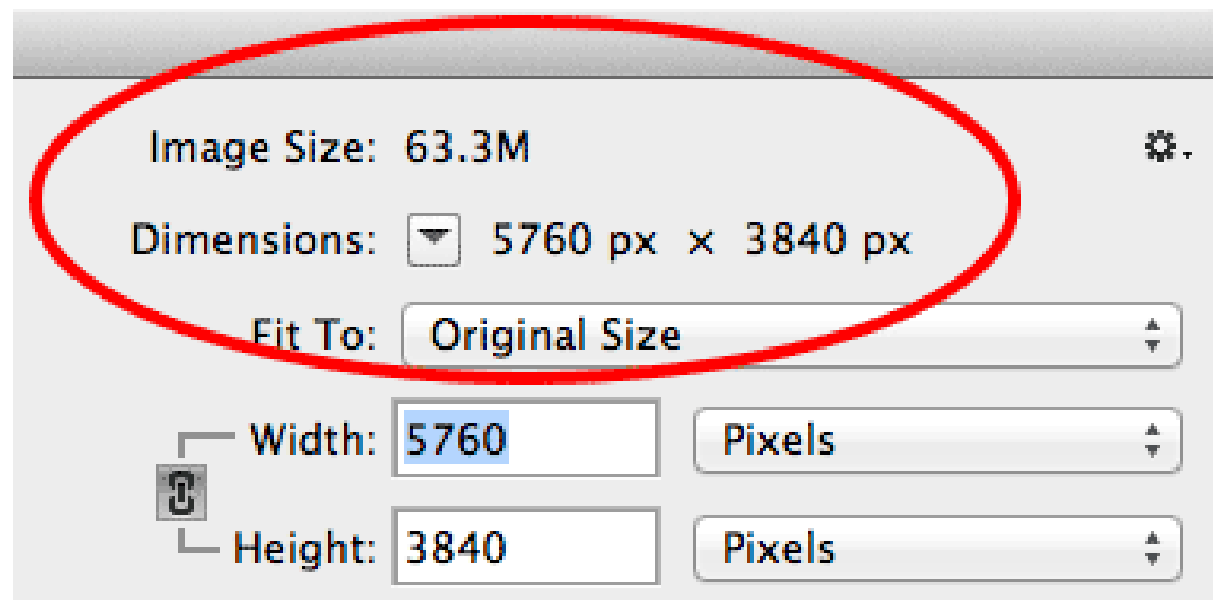 Image Size: 63.3M
Dimensions: 5760 px × 3840 px
Fit To: Original Size
Width: 5760 Pixels
Height: 3840 Pixels